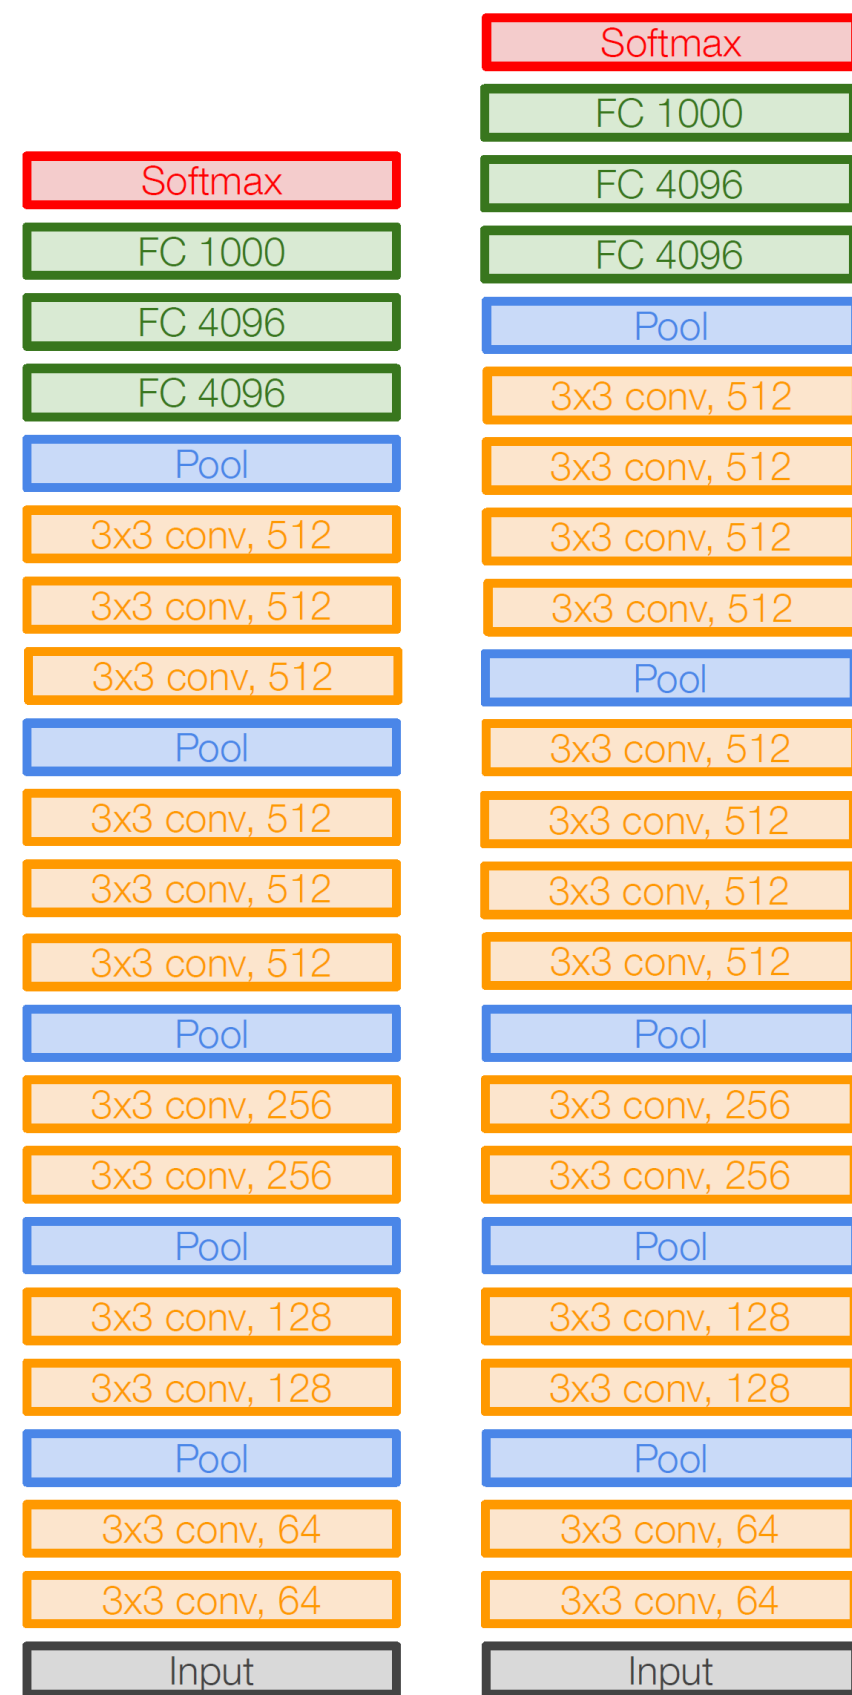 Softmax
FC 1000
FC 4096
FC 4096
Pool
3x3 conv, 512
3x3 conv, 512
3x3 conv, 512
Pool
3x3 conv, 512
3x3 conv, 512
3x3 conv, 512
Pool
3x3 conv, 256
3x3 conv, 256
Pool
3x3 conv, 128
3x3 conv, 128
Pool
3x3 conv, 64
3x3 conv, 64
Input
Softmax
FC 1000
FC 4096
FC 4096
Pool
3x3 conv, 512
3x3 conv, 512
3x3 conv, 512
3x3 conv, 512
Pool
3x3 conv, 512
3x3 conv, 512
3x3 conv, 512
3x3 conv, 512
Pool
3x3 conv, 256
3x3 conv, 256
Pool
3x3 conv, 128
3x3 conv, 128
Pool
3x3 conv, 64
3x3 conv, 64
Input